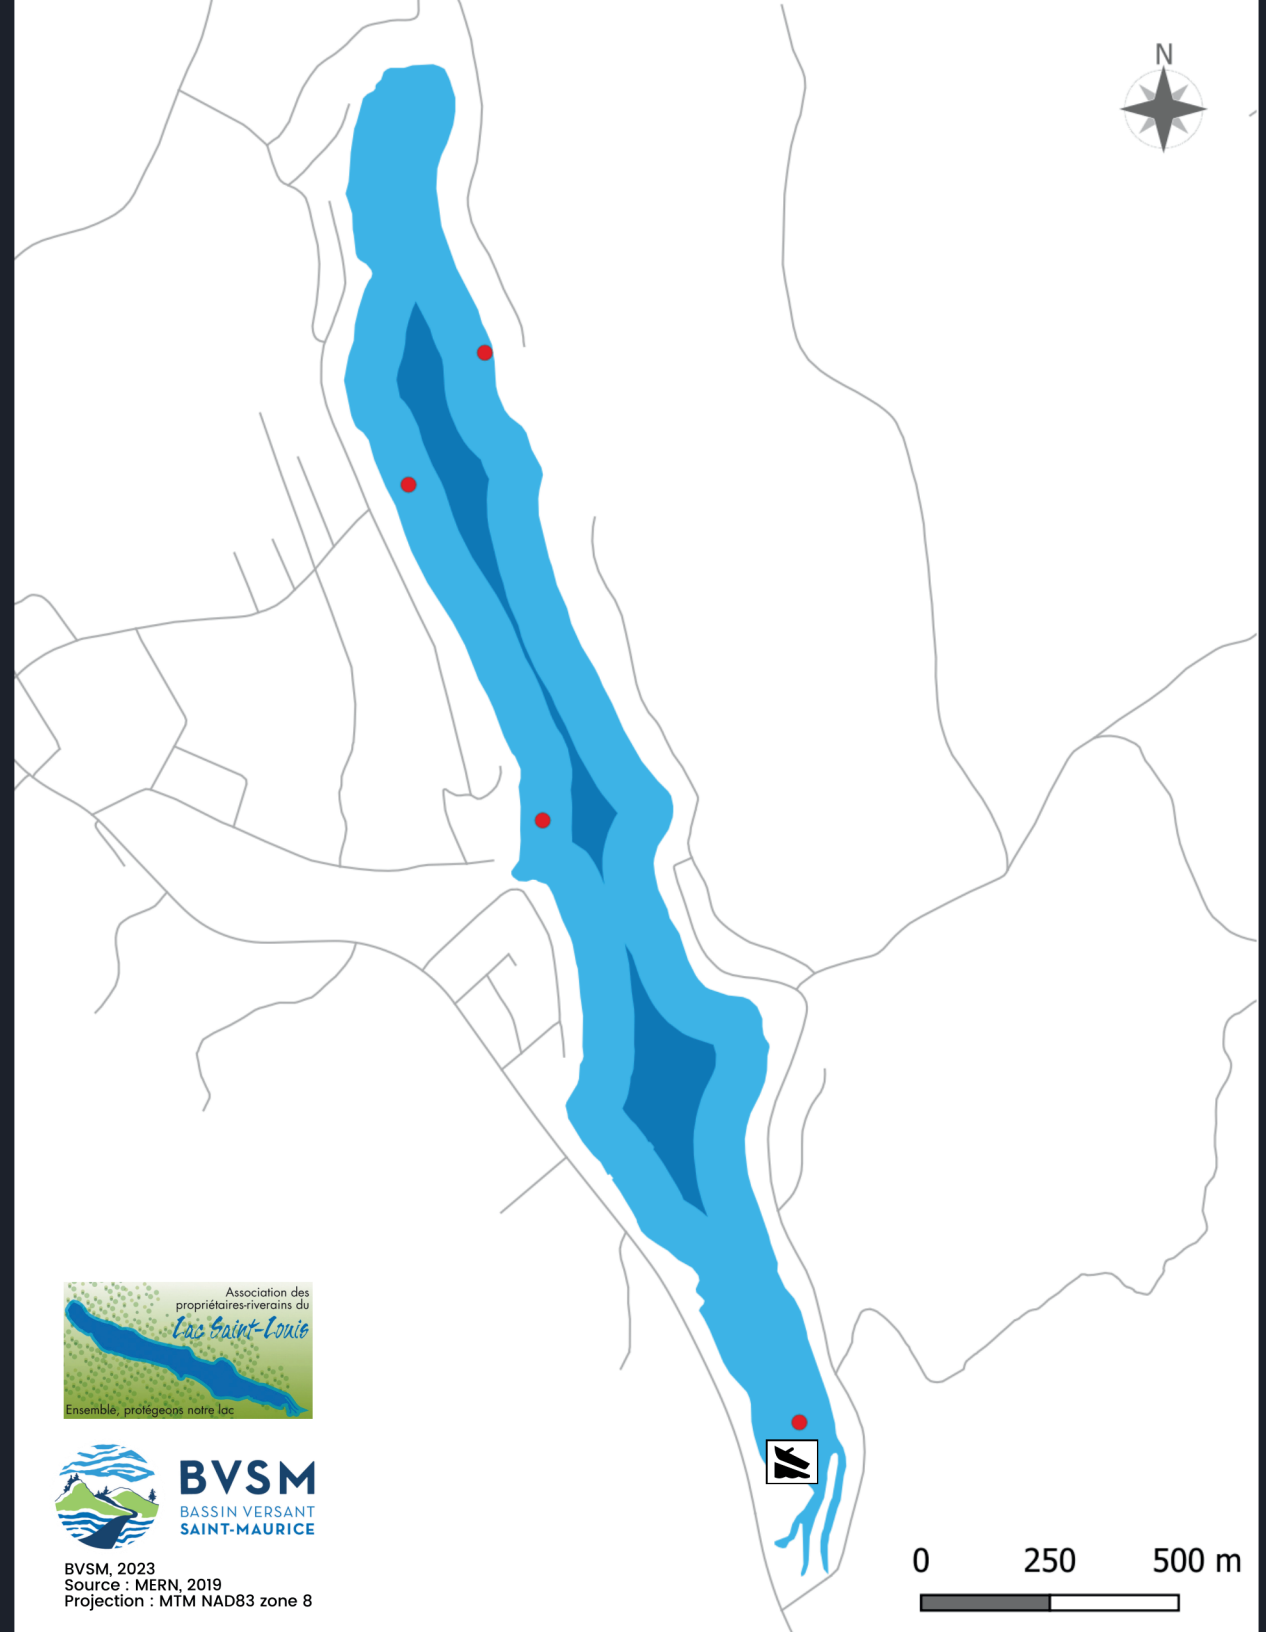 N
Association des
propriétaires-riverains du
Lac Saint-Louis
Ensemble, protégeons notre lac
BVSM
BASSIN VERSANT
SAINT-MAURICE
BVSM, 2023
Source : MERN, 2019
Projection : MTM NAD83 zone 8
0 250 500 m